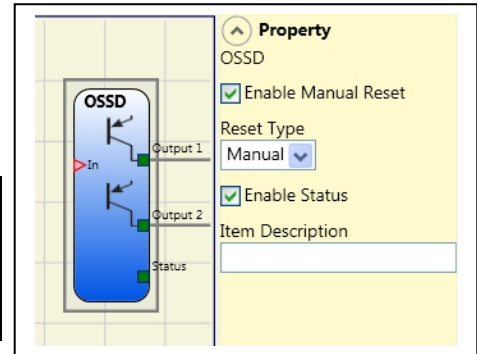 OSSD
In
Output 1
Output 2
Status
Property
OSSD
Enable Manual Reset
Reset Type
Manual
Enable Status
Item Description